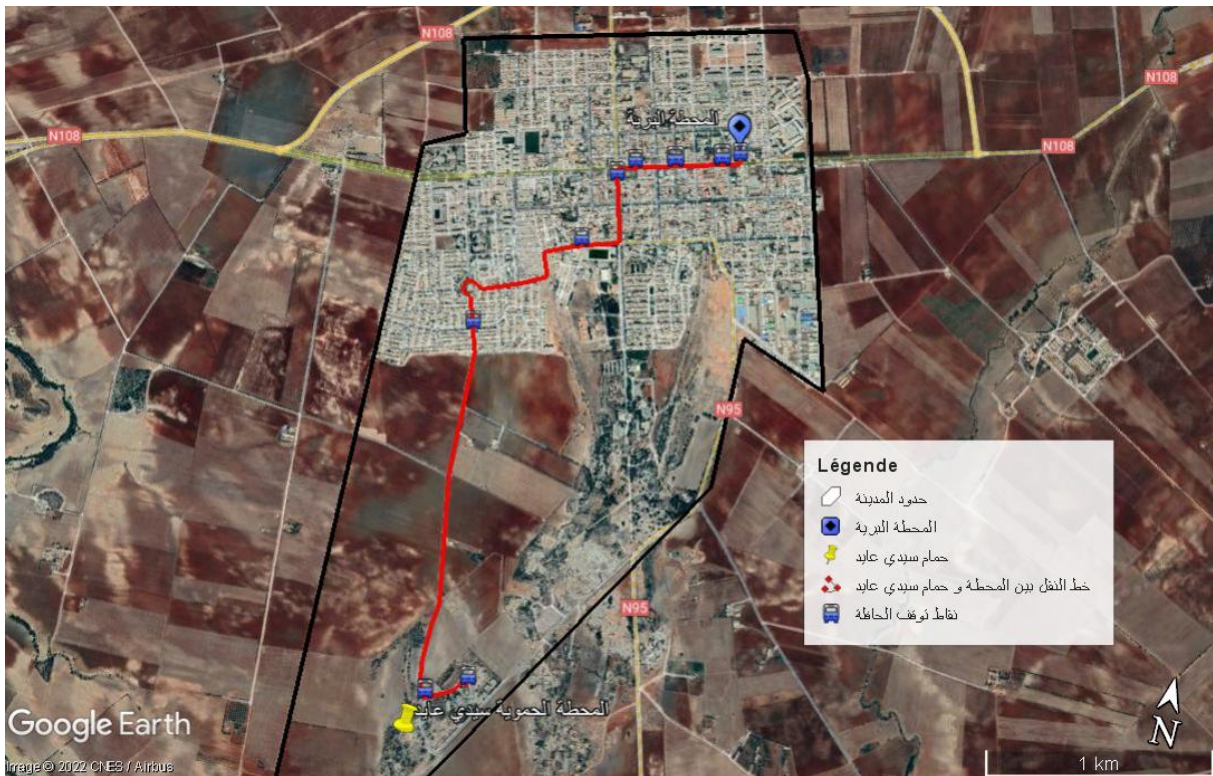 N108
N108
N108
N108
المحطة البرية
N95
N95
Légende
حدود المدينة
المحطة البرية
حمام سيدي عابد
خط النقل بين المحطة و حمام سيدي عابد
نقاط توقف الحافلة
المحطة الحموية سيدي عابد
Google Earth
Image © 2022 CNES / Airbus
N
1 km